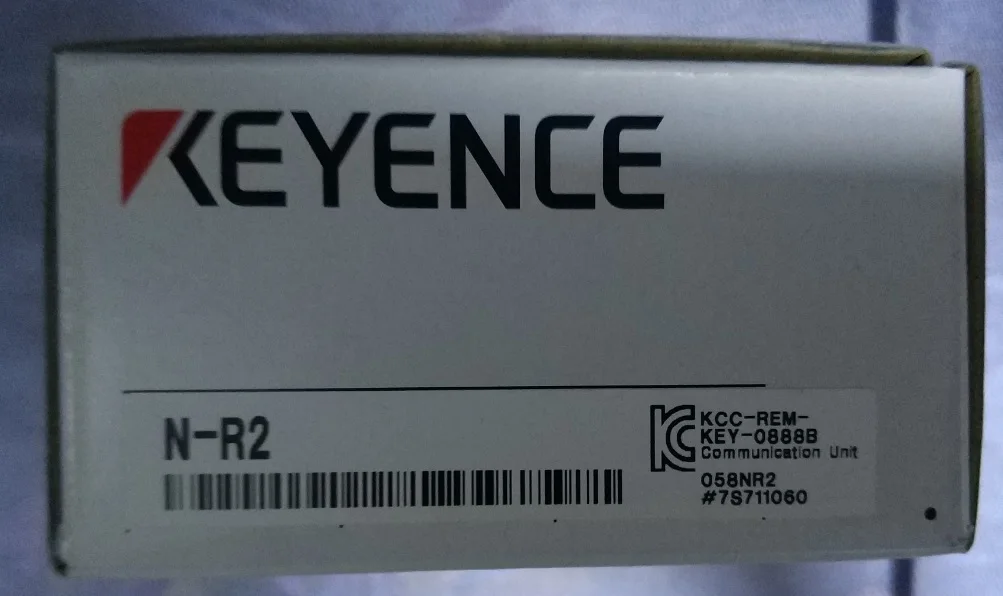 KEYENCE
N-R2
KCC-REM-
KEY-0888B
Communication Unit
058NR2
#7S711060